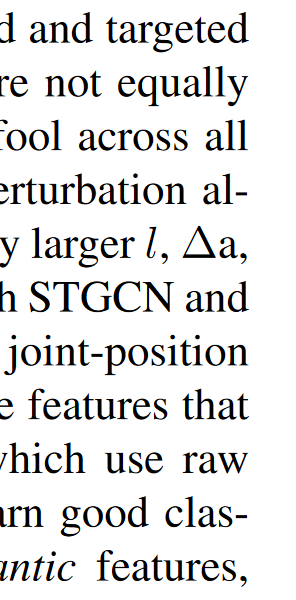 d and targeted
re not equally
fool across all
erturbation al-
y larger l, Δa,
h STGCN and
joint-position
e features that
which use raw
arn good clas-
antic features,